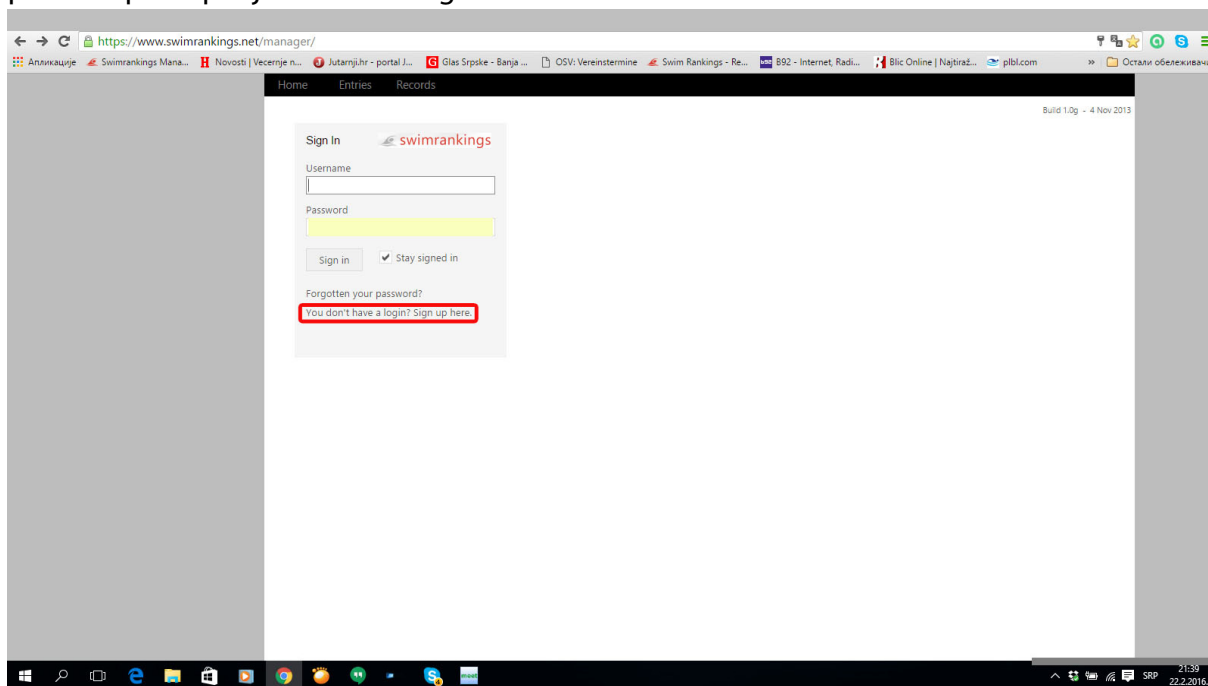 https://www.swimrankings.net/manager/
Апликације Swimrankings Mana... Novosti | Vecernje n... Jutarnji.hr - portal J... Glas Srpske - Banja ... OSV: Vereinstermine Swim Rankings - Re... B92 - Internet, Radi... Blic Online | Najtiraž... plbl.com » Остали обележивачи
Home Entries Records
Build 1.0g - 4 Nov 2013
Sign In swimrankings
Username
Password
Sign in Stay signed in
Forgotten your password?
You don't have a login? Sign up here.
SRP 21:39
22.2.2016.